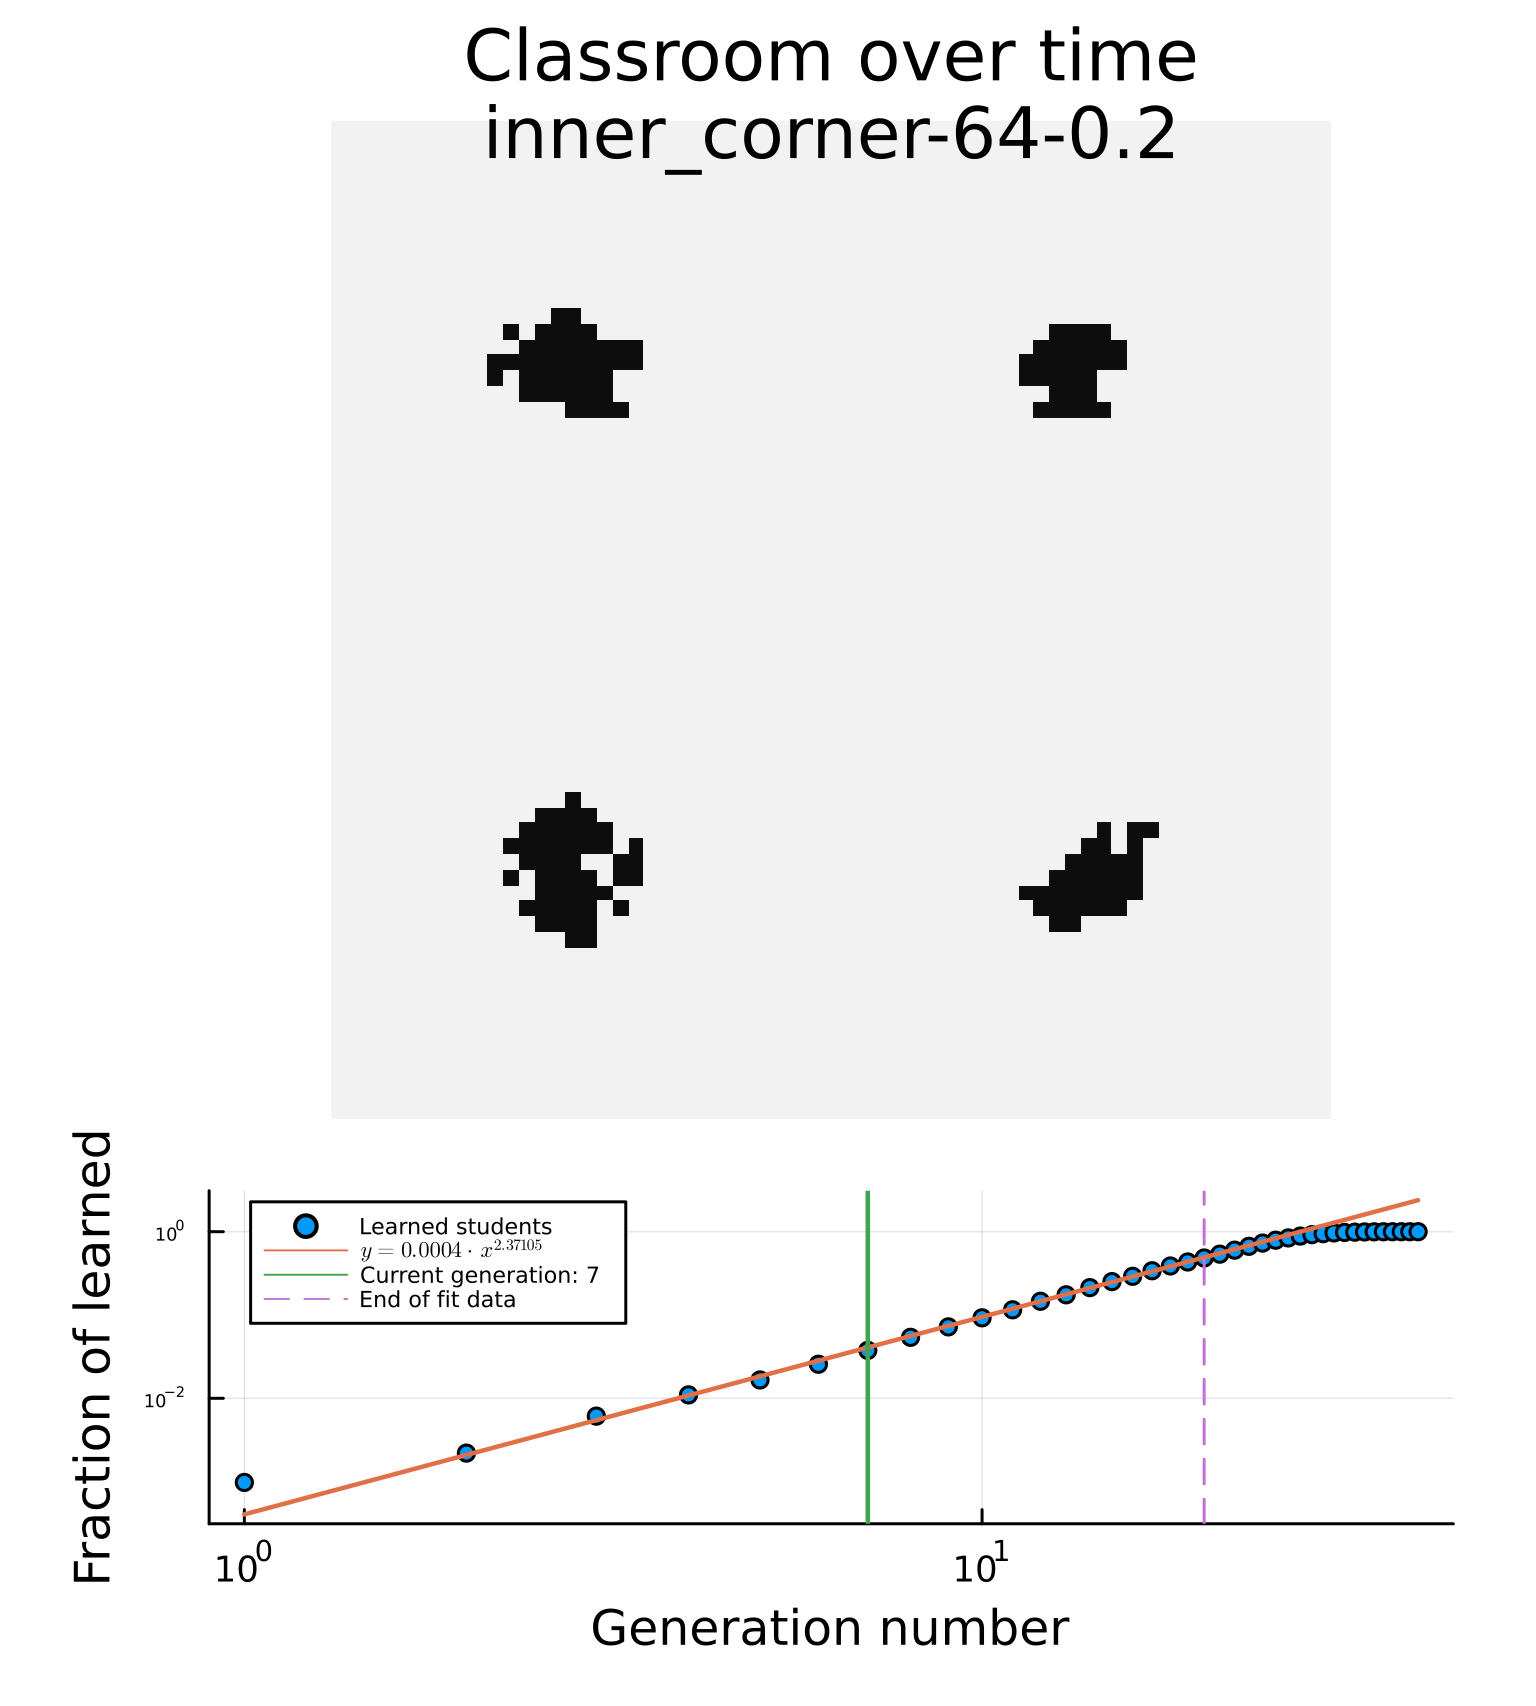 Classroom over time
inner_corner-64-0.2
Fraction of learned
10^0
10^-2
Learned students
y = 0.0004 · x^2.37105
Current generation: 7
End of fit data
10^0
10^1
Generation number